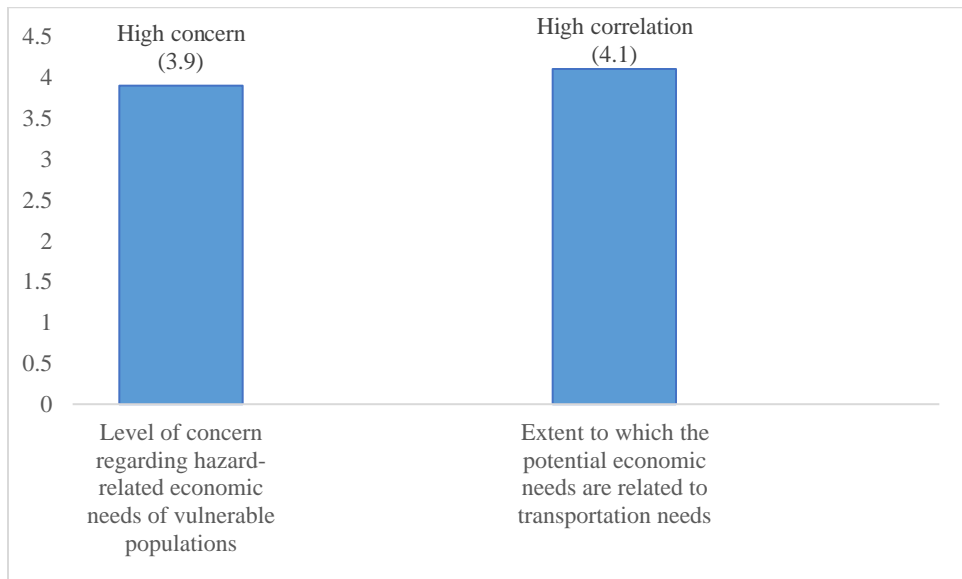 4.5
4
3.5
3
2.5
2
1.5
1
0.5
0
High concern
(3.9)
High correlation
(4.1)
Level of concern
regarding hazard-
related economic
needs of vulnerable
populations
Extent to which the
potential economic
needs are related to
transportation needs